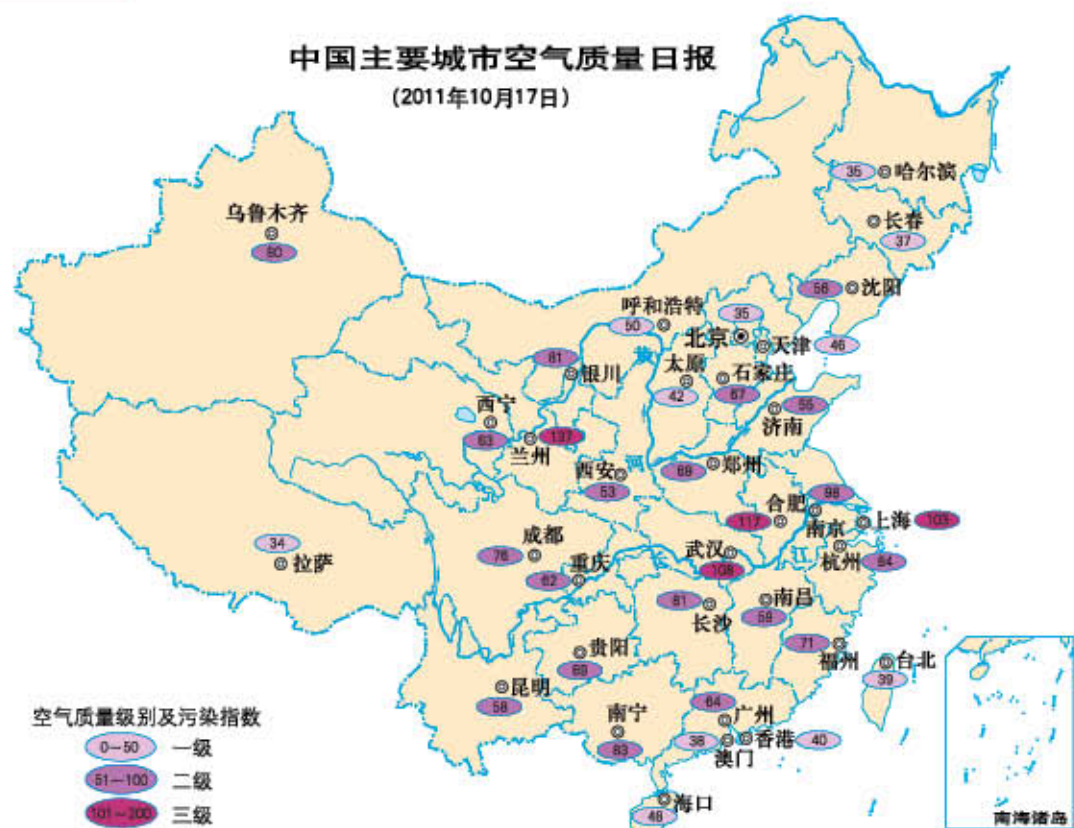 中国主要城市空气质量日报
(2011年10月17日)
35 哈尔滨
乌鲁木齐
长春
37
56 沈阳
呼和浩特
50
35
北京
天津 46
黄
81
银川
太原
42
石家庄
67
55
济南
西宁
63
兰州
137
西安
53
河
69
郑州
98
合肥
117
南京
上海 103
34
拉萨
成都
76
重庆
62
武汉
108
江
杭州
84
81
长沙
南昌
59
贵阳
69
71
福州
台北
39
昆明
58
南宁
83
64
广州
38
澳门
香港 40
海口
48
空气质量级别及污染指数
0-50 一级
51-100 二级
101-200 三级
南海诸岛